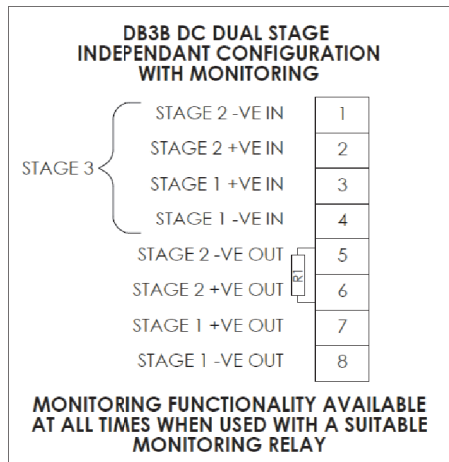 DB3B DC DUAL STAGE
INDEPENDANT CONFIGURATION
WITH MONITORING
STAGE 3
STAGE 2 -VE IN 1
STAGE 2 +VE IN 2
STAGE 1 +VE IN 3
STAGE 1 -VE IN 4
STAGE 2 -VE OUT 5
R1
STAGE 2 +VE OUT 6
STAGE 1 +VE OUT 7
STAGE 1 -VE OUT 8
MONITORING FUNCTIONALITY AVAILABLE
AT ALL TIMES WHEN USED WITH A SUITABLE
MONITORING RELAY